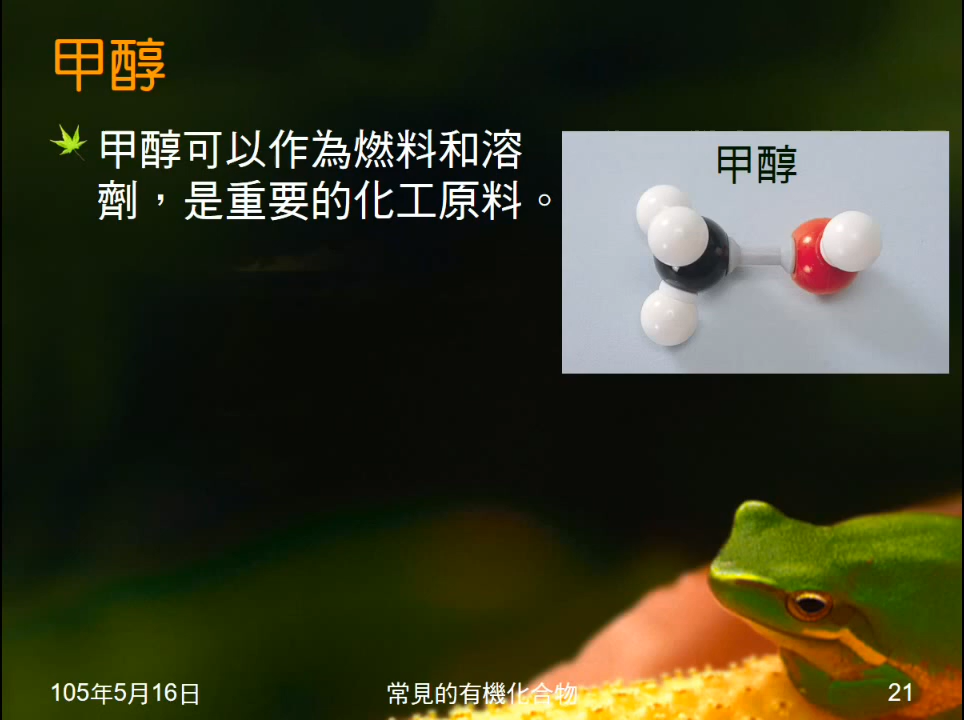 甲醇
甲醇可以作為燃料和溶
劑，是重要的化工原料。
甲醇
105年5月16日
常見的有機化合物
21